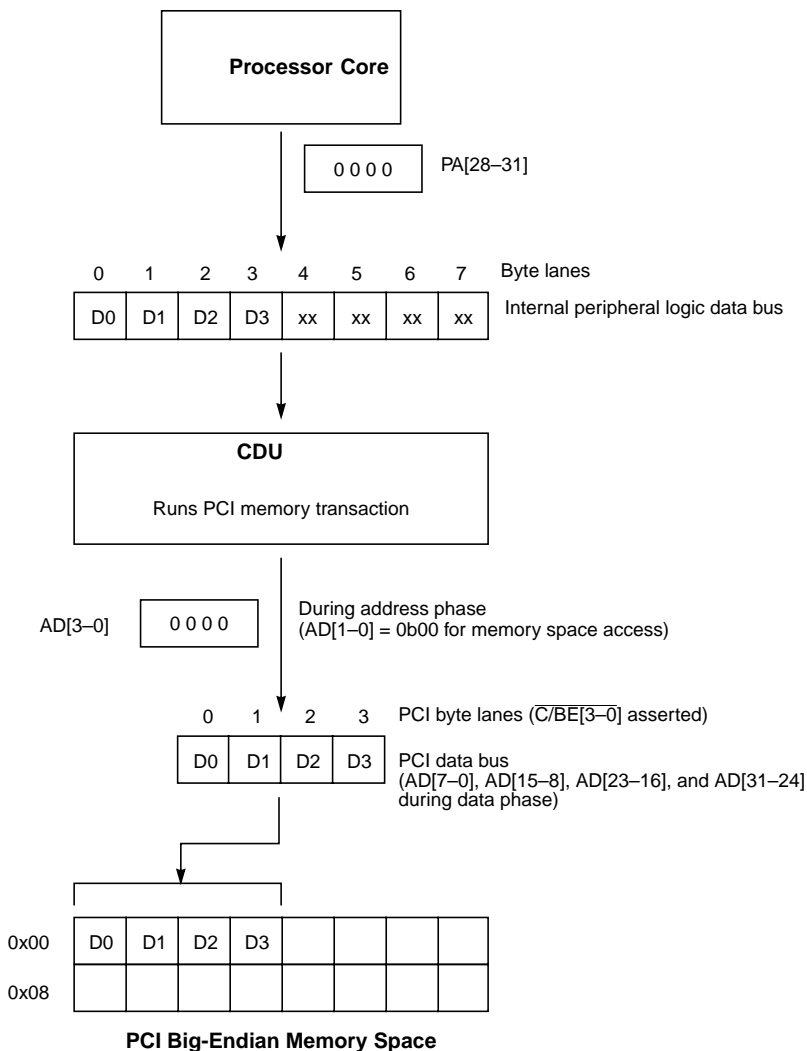 Processor Core
0 0 0 0 PA[28–31]
0 1 2 3 4 5 6 7 Byte lanes
D0 D1 D2 D3 xx xx xx xx Internal peripheral logic data bus
CDU
Runs PCI memory transaction
AD[3–0] 0 0 0 0 During address phase
(AD[1–0] = 0b00 for memory space access)
0 1 2 3 PCI byte lanes (C/BE[3–0] asserted)
D0 D1 D2 D3 PCI data bus
(AD[7–0], AD[15–8], AD[23–16], and AD[31–24]
during data phase)
0x00 D0 D1 D2 D3
0x08
PCI Big-Endian Memory Space